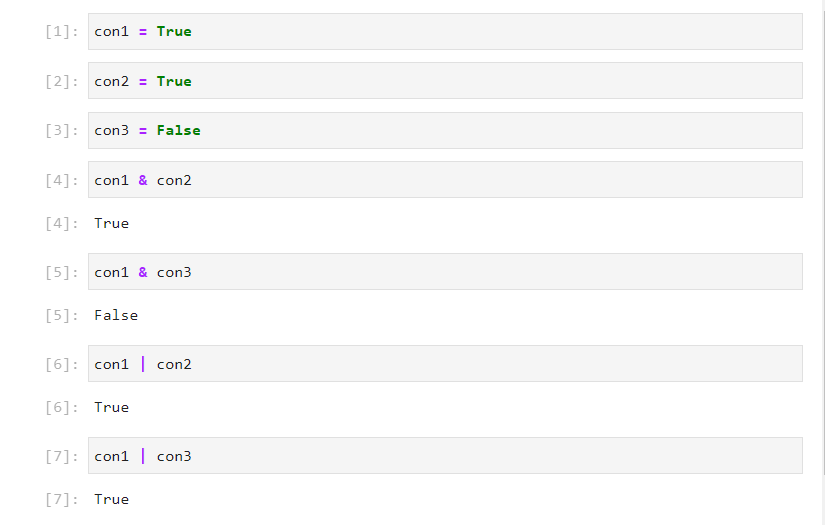 [1]: con1 = True
[2]: con2 = True
[3]: con3 = False
[4]: con1 & con2
[4]: True
[5]: con1 & con3
[5]: False
[6]: con1 | con2
[6]: True
[7]: con1 | con3
[7]: True